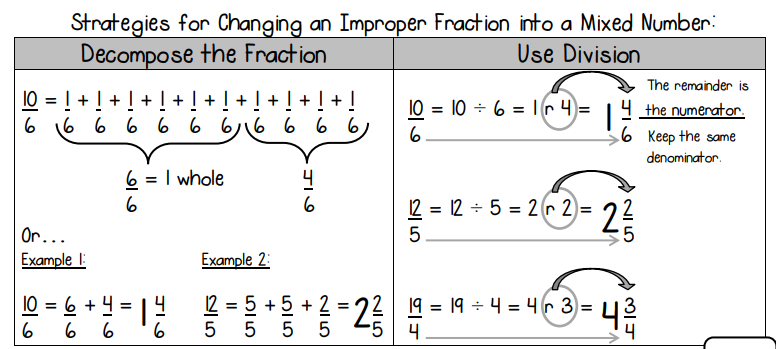 Strategies for Changing an Improper Fraction into a Mixed Number:
Decompose the Fraction
10/6 = 1/6 + 1/6 + 1/6 + 1/6 + 1/6 + 1/6 + 1/6 + 1/6 + 1/6 + 1/6
6/6 = 1 whole 4/6
Or...
Example 1: Example 2:
10/6 = 6/6 + 4/6 = 1 4/6 12/5 = 5/5 + 5/5 + 2/5 = 2 2/5
Use Division
10/6 = 10 ÷ 6 = 1 r 4 = 1 4/6
The remainder is
the numerator.
Keep the same
denominator.
12/5 = 12 ÷ 5 = 2 r 2 = 2 2/5
19/4 = 19 ÷ 4 = 4 r 3 = 4 3/4